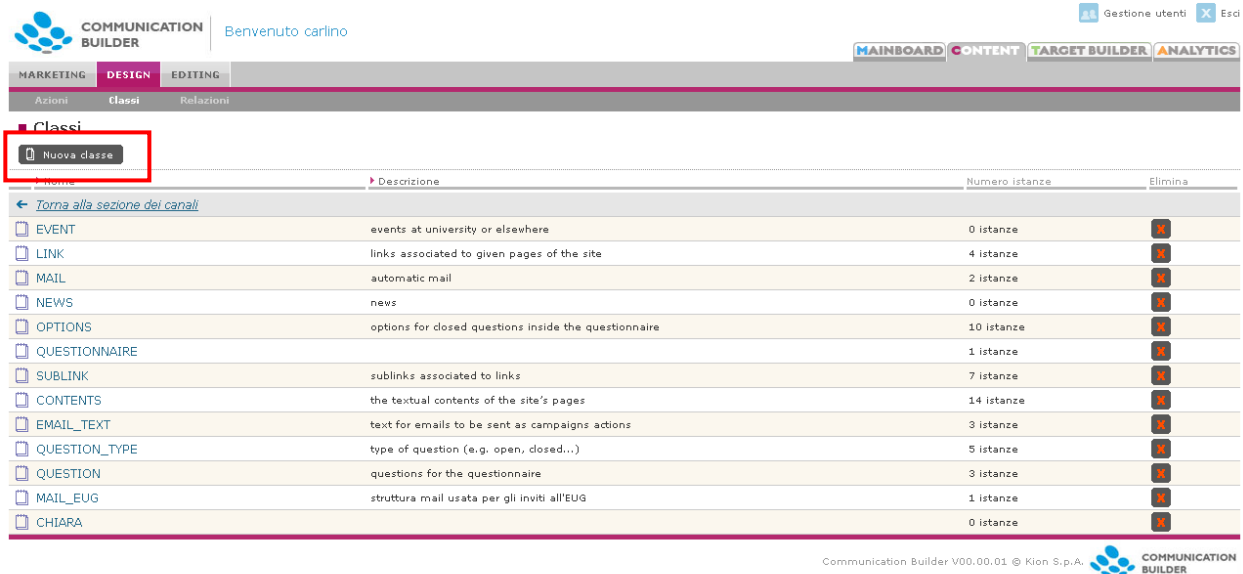 Gestione utenti X Esci
COMMUNICATION
BUILDER
Benvenuto carlino
MAINBOARD CONTENT TARGET BUILDER ANALYTICS
MARKETING DESIGN EDITING
Azioni Classi Relazioni
Classi
Nuova classe
Nome Descrizione Numero istanze Elimina
Torna alla sezione dei canali
EVENT events at university or elsewhere 0 istanze X
LINK links associated to given pages of the site 4 istanze X
MAIL automatic mail 2 istanze X
NEWS news 0 istanze X
OPTIONS options for closed questions inside the questionnaire 10 istanze X
QUESTIONNAIRE 1 istanze X
SUBLINK sublinks associated to links 7 istanze X
CONTENTS the textual contents of the site's pages 14 istanze X
EMAIL_TEXT text for emails to be sent as campaigns actions 3 istanze X
QUESTION_TYPE type of question (e.g. open, closed...) 5 istanze X
QUESTION questions for the questionnaire 3 istanze X
MAIL_EUG struttura mail usata per gli inviti all'EUG 1 istanze X
CHIARA 0 istanze X
Communication Builder V00.00.01 © Kion S.p.A.
COMMUNICATION
BUILDER